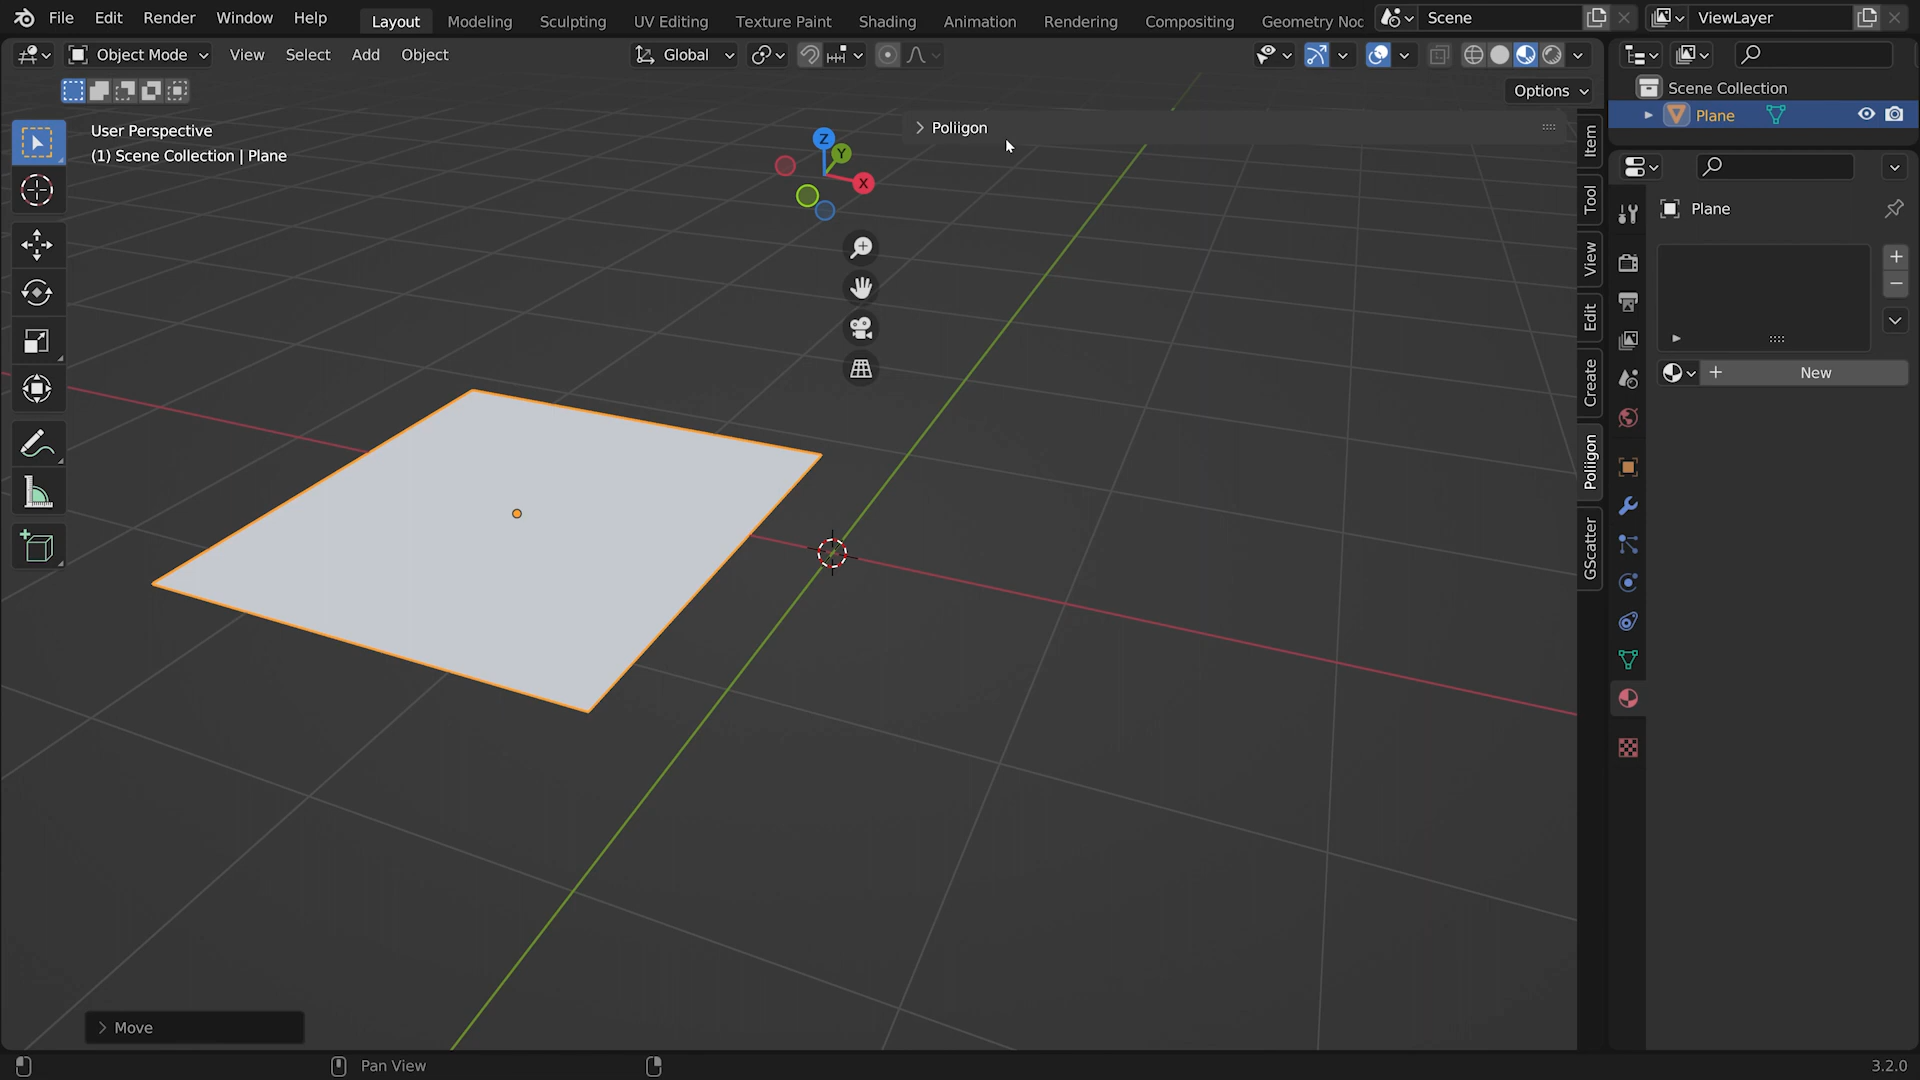 File Edit Render Window Help Layout Modeling Sculpting UV Editing Texture Paint Shading Animation Rendering Compositing Geometry Noc Scene ViewLayer
Object Mode View Select Add Object Global
Options
Scene Collection
Plane
User Perspective
(1) Scene Collection | Plane
Poliigon
Z
Y
X
Item
Tool
View
Edit
Create
Poliigon
GScatter
Plane
New
Move
Pan View
3.2.0